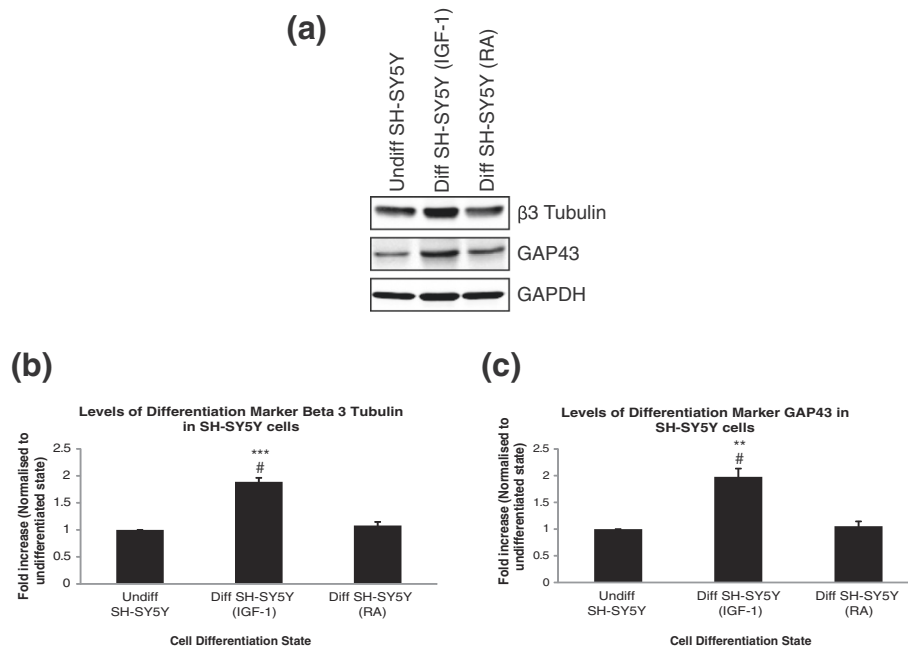 (a)
Undiff SH-SY5Y
Diff SH-SY5Y (IGF-1)
Diff SH-SY5Y (RA)
β3 Tubulin
GAP43
GAPDH
(b)
Levels of Differentiation Marker Beta 3 Tubulin
in SH-SY5Y cells
Fold increase (Normalised to
undifferentiated state)
2.5
2
1.5
1
0.5
0
***
#
Undiff
SH-SY5Y
Diff SH-SY5Y
(IGF-1)
Diff SH-SY5Y
(RA)
Cell Differentiation State
(c)
Levels of Differentiation Marker GAP43 in
SH-SY5Y cells
Fold increase (Normalised to
undifferentiated state)
2.5
2
1.5
1
0.5
0
**
#
Undiff
SH-SY5Y
Diff SH-SY5Y
(IGF-1)
Diff SH-SY5Y
(RA)
Cell Differentiation State